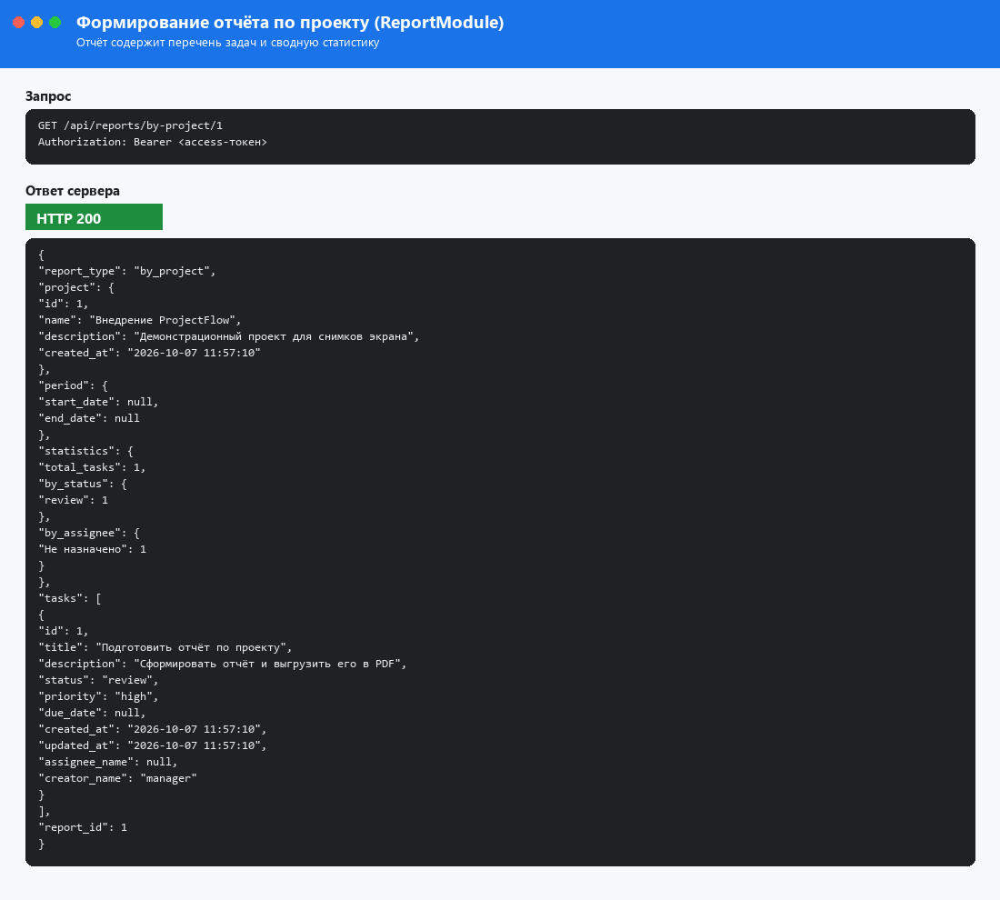 Формирование отчёта по проекту (ReportModule)
Отчёт содержит перечень задач и сводную статистику
Запрос
GET /api/reports/by-project/1
Authorization: Bearer <access-токен>
Ответ сервера
HTTP 200
{
"report_type": "by_project",
"project": {
"id": 1,
"name": "Внедрение ProjectFlow",
"description": "Демонстрационный проект для снимков экрана",
"created_at": "2026-10-07 11:57:10"
},
"period": {
"start_date": null,
"end_date": null
},
"statistics": {
"total_tasks": 1,
"by_status": {
"review": 1
},
"by_assignee": {
"Не назначено": 1
}
},
"tasks": [
{
"id": 1,
"title": "Подготовить отчёт по проекту",
"description": "Сформировать отчёт и выгрузить его в PDF",
"status": "review",
"priority": "high",
"due_date": null,
"created_at": "2026-10-07 11:57:10",
"updated_at": "2026-10-07 11:57:10",
"assignee_name": null,
"creator_name": "manager"
}
],
"report_id": 1
}